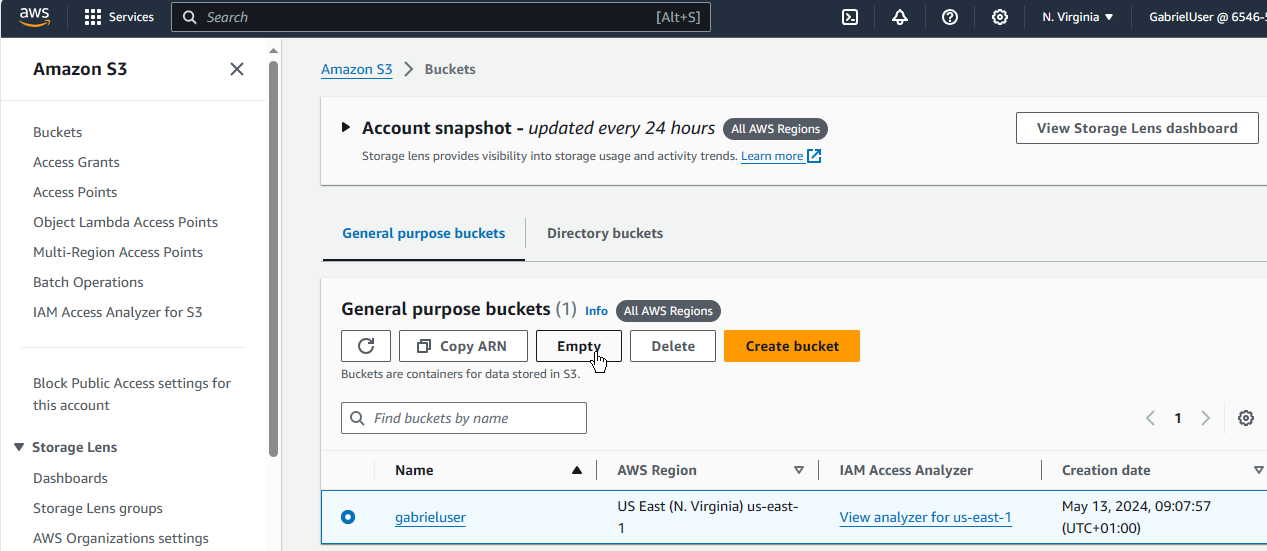 aws
Services
Search
[Alt+S]
N. Virginia
GabrielUser @ 6546-5
Amazon S3
Buckets
Access Grants
Access Points
Object Lambda Access Points
Multi-Region Access Points
Batch Operations
IAM Access Analyzer for S3
Block Public Access settings for
this account
Storage Lens
Dashboards
Storage Lens groups
AWS Organizations settings
Amazon S3 > Buckets
Account snapshot - updated every 24 hours All AWS Regions
View Storage Lens dashboard
Storage lens provides visibility into storage usage and activity trends. Learn more
General purpose buckets
Directory buckets
General purpose buckets (1) Info All AWS Regions
Copy ARN
Empty
Delete
Create bucket
Buckets are containers for data stored in S3.
Find buckets by name
1
Name
AWS Region
IAM Access Analyzer
Creation date
gabrieluser
US East (N. Virginia) us-east-
1
View analyzer for us-east-1
May 13, 2024, 09:07:57
(UTC+01:00)